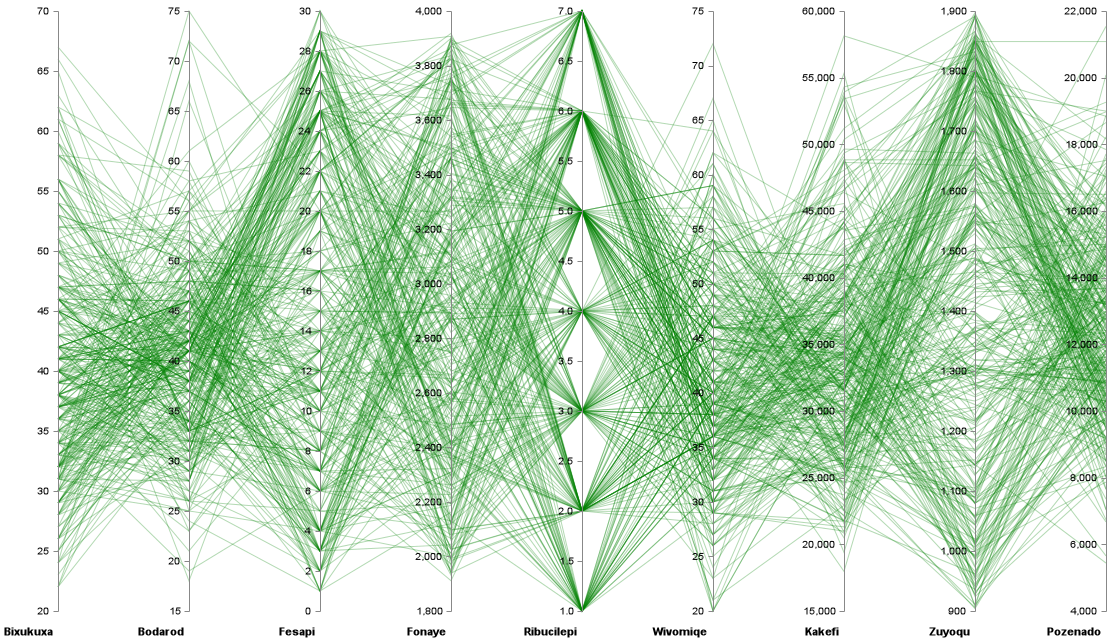 70 75 30 4,000 7.0 75 60,000 1,900 22,000
65 70 28 3,800 6.5 70 55,000 1,800 20,000
60 65 26 3,600 6.0 65 50,000 1,700 18,000
55 60 24 3,400 5.5 60 45,000 1,600 16,000
50 55 22 3,200 5.0 55 40,000 1,500 14,000
45 50 20 3,000 4.5 50 35,000 1,400 12,000
40 45 18 2,800 4.0 45 30,000 1,300 10,000
35 40 16 2,600 3.5 40 25,000 1,200 8,000
30 35 14 2,400 3.0 35 20,000 1,100 6,000
25 30 12 2,200 2.5 30 15,000 1,000 4,000
20 25 10 2,000 2.0 25 900
20 8 1,800 1.5 20
15 6 1.0
4
2
0
Bixukuxa Bodarod Fesapi Fonaye Ribucilepi Wivomiqe Kakefi Zuyoqu Pozenado